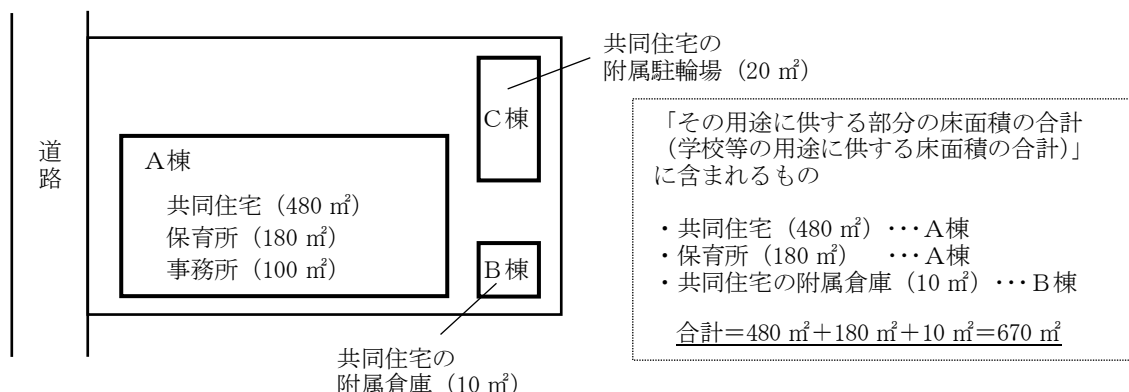 道
路
A棟
共同住宅（480 ㎡）
保育所（180 ㎡）
事務所（100 ㎡）
C棟
B棟
共同住宅の
附属駐輪場（20 ㎡）
共同住宅の
附属倉庫（10 ㎡）
「その用途に供する部分の床面積の合計
（学校等の用途に供する床面積の合計）」
に含まれるもの
・共同住宅（480 ㎡）･･･A棟
・保育所（180 ㎡）　･･･A棟
・共同住宅の附属倉庫（10 ㎡）･･･B棟
合計＝480 ㎡＋180 ㎡＋10 ㎡＝670 ㎡